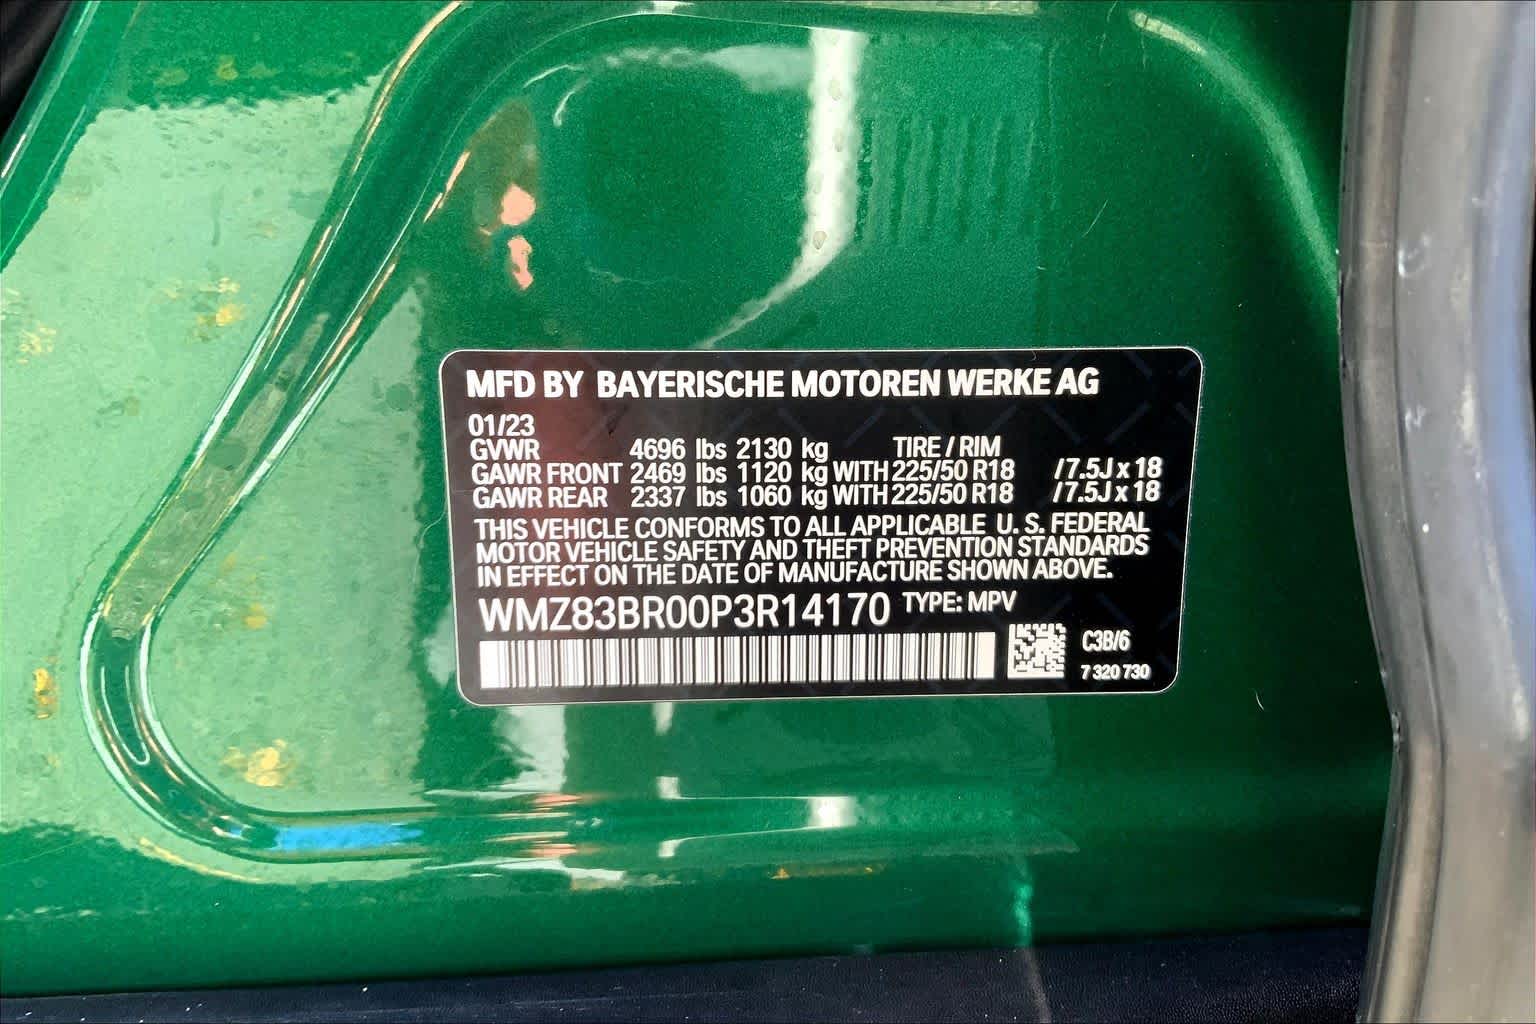 MFD BY BAYERISCHE MOTOREN WERKE AG
01/23
GVWR 4696 lbs 2130 kg TIRE / RIM
GAWR FRONT 2469 lbs 1120 kg WITH 225/50 R18 /7.5J x 18
GAWR REAR 2337 lbs 1060 kg WITH 225/50 R18 /7.5J x 18
THIS VEHICLE CONFORMS TO ALL APPLICABLE U. S. FEDERAL
MOTOR VEHICLE SAFETY AND THEFT PREVENTION STANDARDS
IN EFFECT ON THE DATE OF MANUFACTURE SHOWN ABOVE.
WMZ83BR00P3R14170 TYPE: MPV
C3B/6
7 320 730